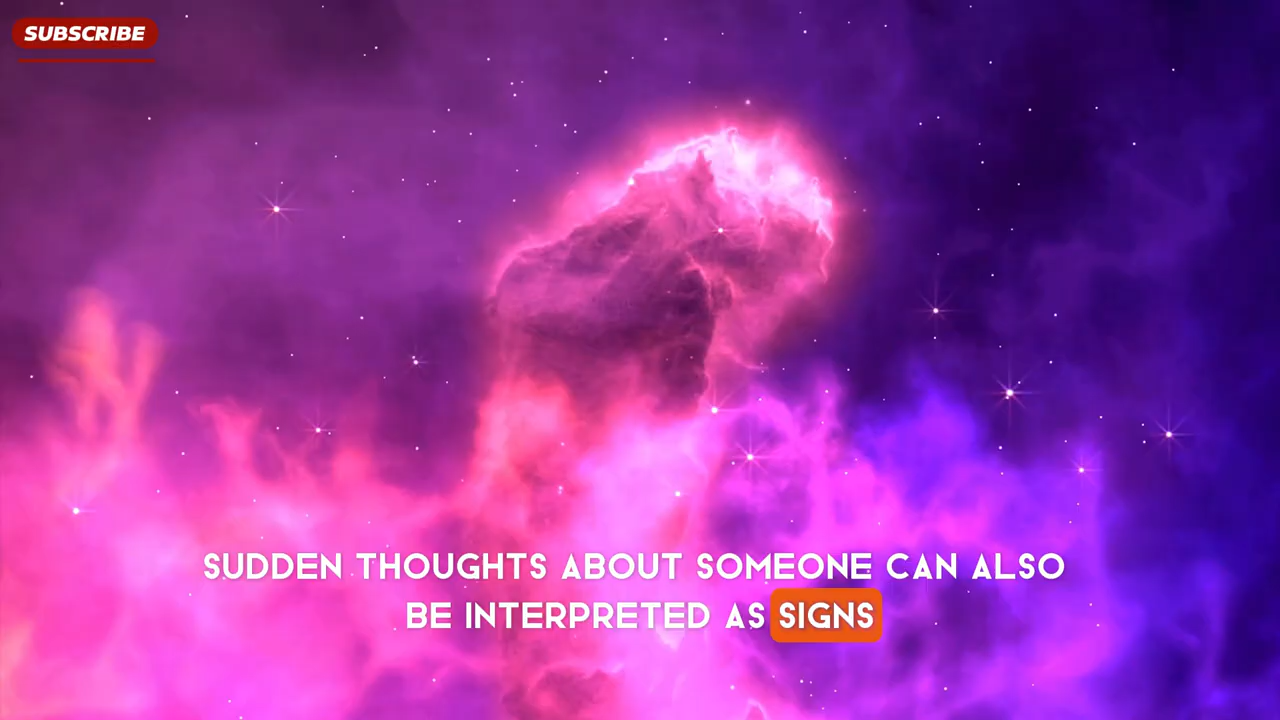 SUBSCRIBE
SUDDEN THOUGHTS ABOUT SOMEONE CAN ALSO
BE INTERPRETED AS SIGNS